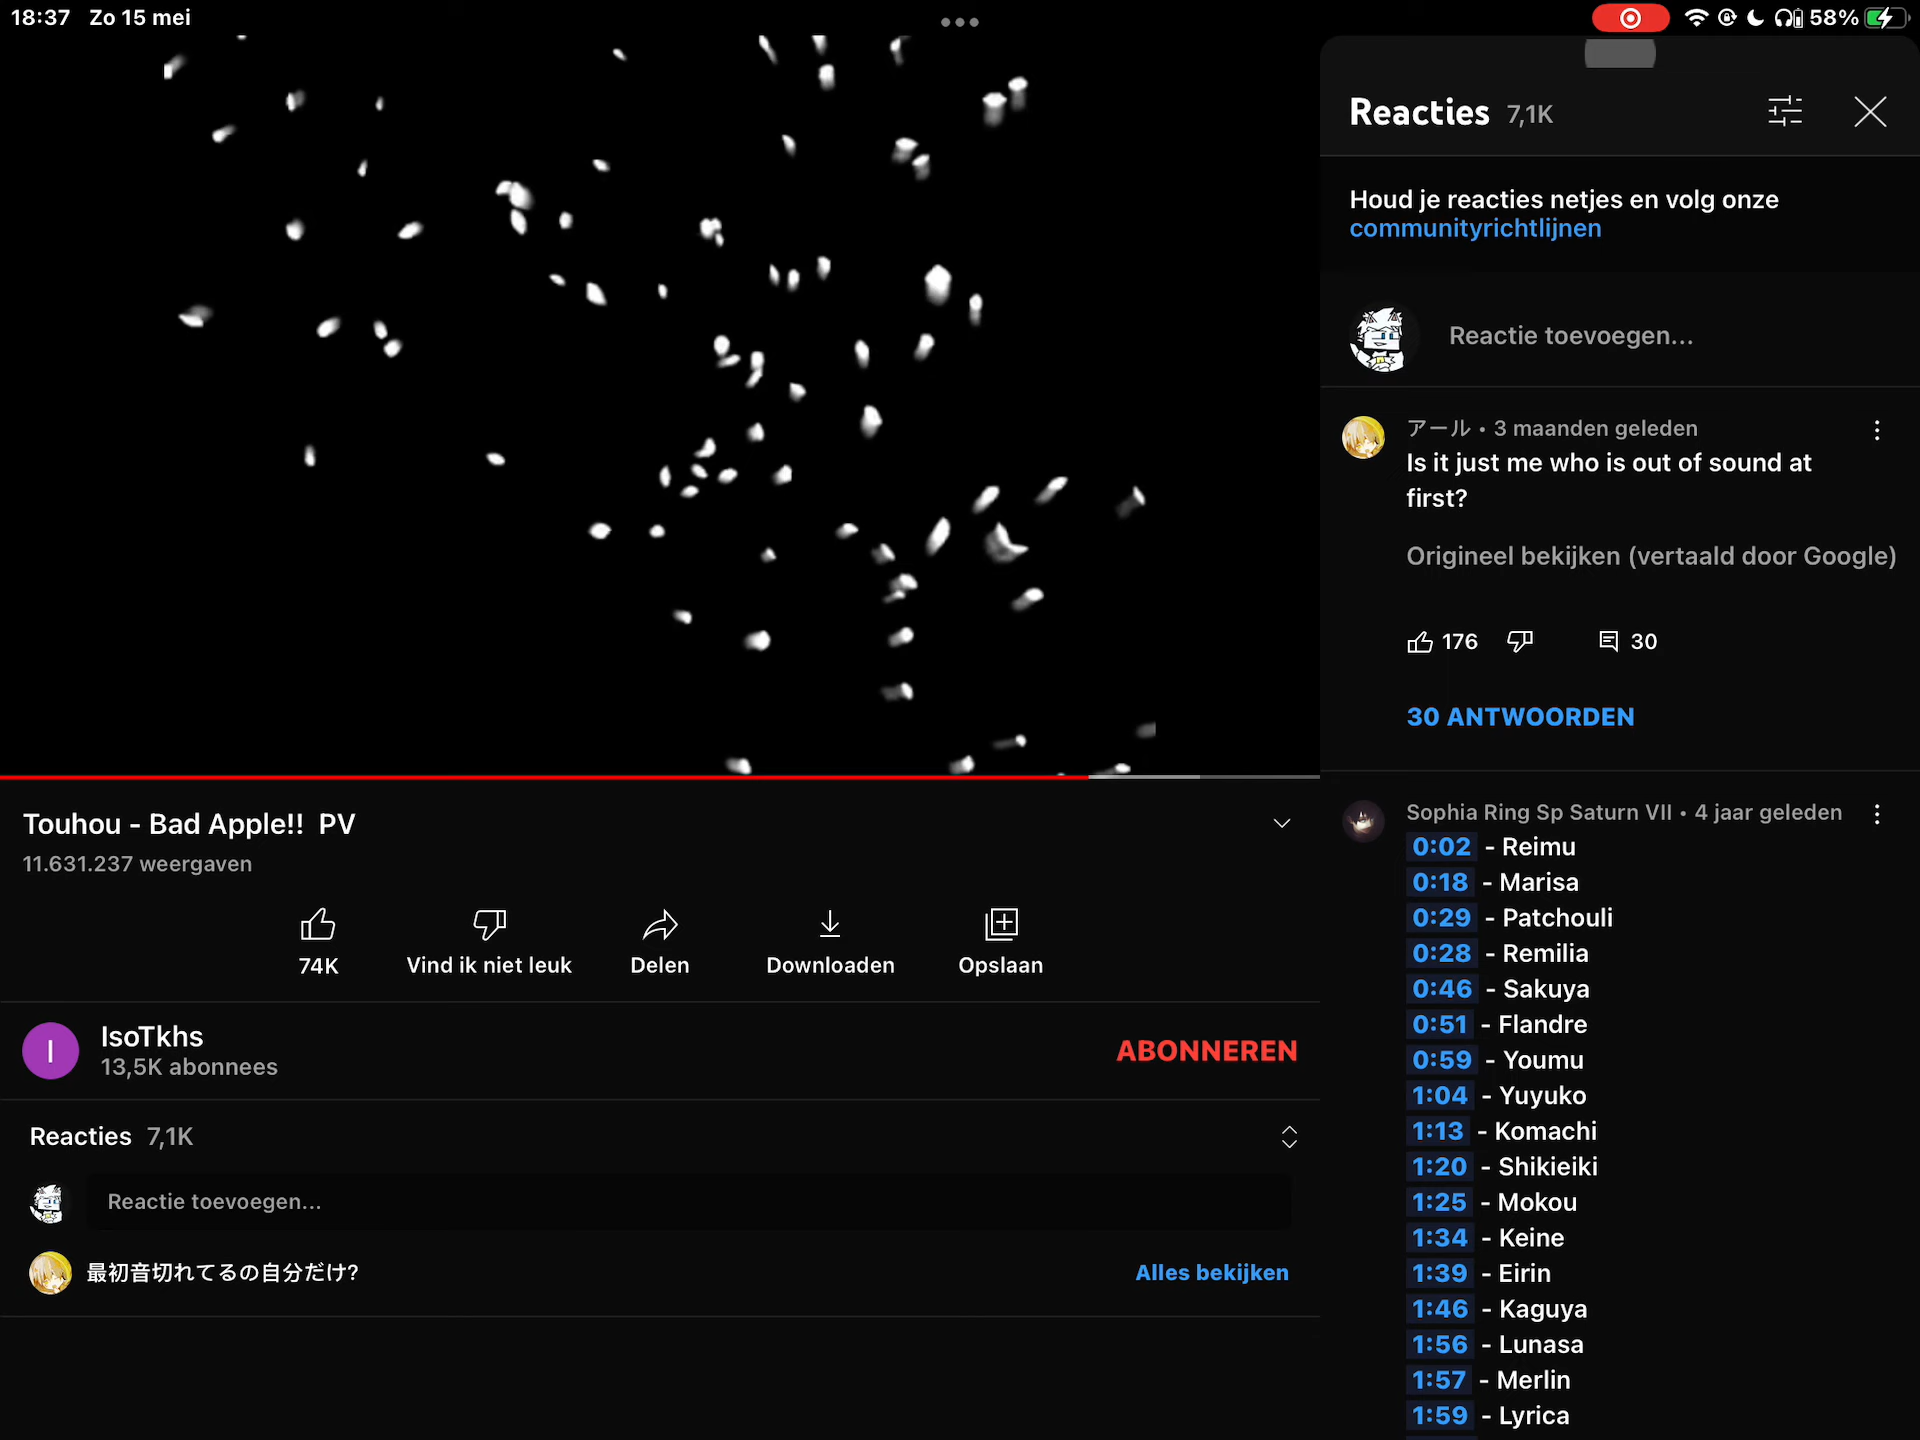 18:37 Zo 15 mei
58%
Touhou - Bad Apple!! PV
11.631.237 weergaven
74K
Vind ik niet leuk
Delen
Downloaden
Opslaan
I
IsoTkhs
13,5K abonnees
ABONNEREN
Reacties 7,1K
Reactie toevoegen...
最初音切れてるの自分だけ?
Alles bekijken
Reacties 7,1K
Houd je reacties netjes en volg onze
communityrichtlijnen
Reactie toevoegen...
アール • 3 maanden geleden
Is it just me who is out of sound at
first?
Origineel bekijken (vertaald door Google)
176
30
30 ANTWOORDEN
Sophia Ring Sp Saturn VII • 4 jaar geleden
0:02 - Reimu
0:18 - Marisa
0:29 - Patchouli
0:28 - Remilia
0:46 - Sakuya
0:51 - Flandre
0:59 - Youmu
1:04 - Yuyuko
1:13 - Komachi
1:20 - Shikieiki
1:25 - Mokou
1:34 - Keine
1:39 - Eirin
1:46 - Kaguya
1:56 - Lunasa
1:57 - Merlin
1:59 - Lyrica